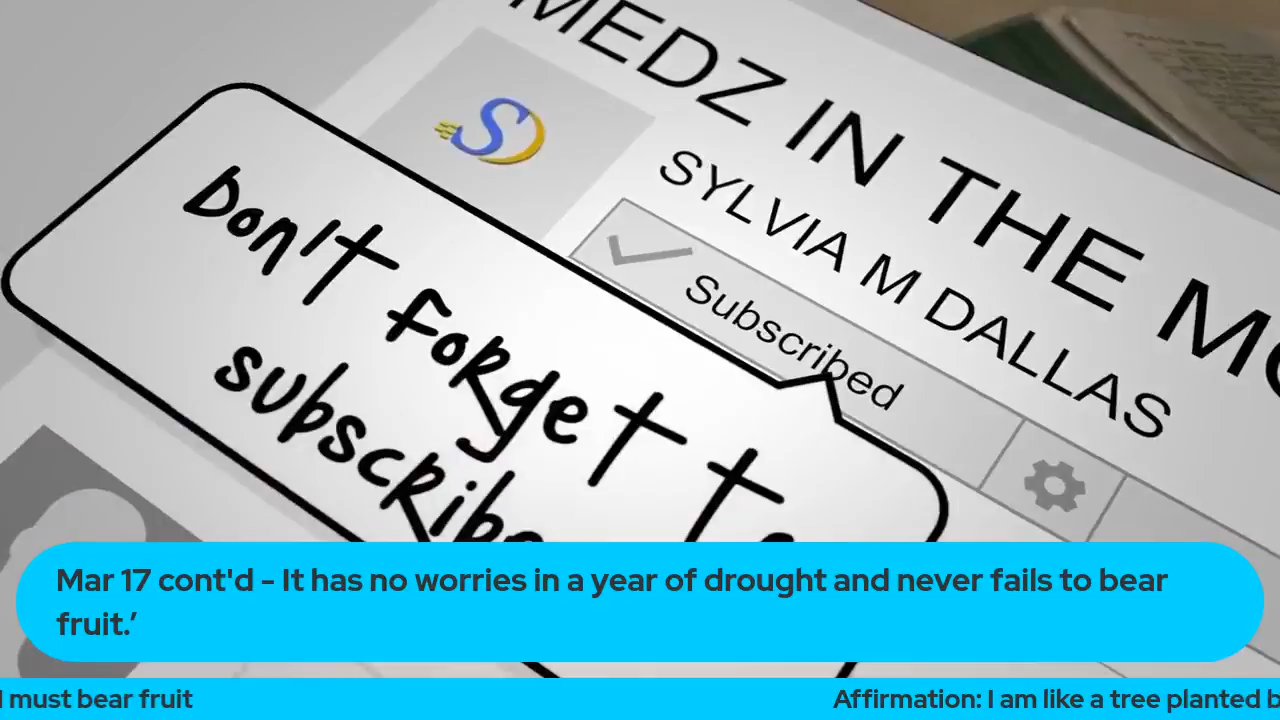 MEDZ IN THE
SYLVIA M DALLAS
Subscribed
Don't Forget
subscribe
Mar 17 cont'd - It has no worries in a year of drought and never fails to bear
fruit.’
I must bear fruit
Affirmation: I am like a tree planted